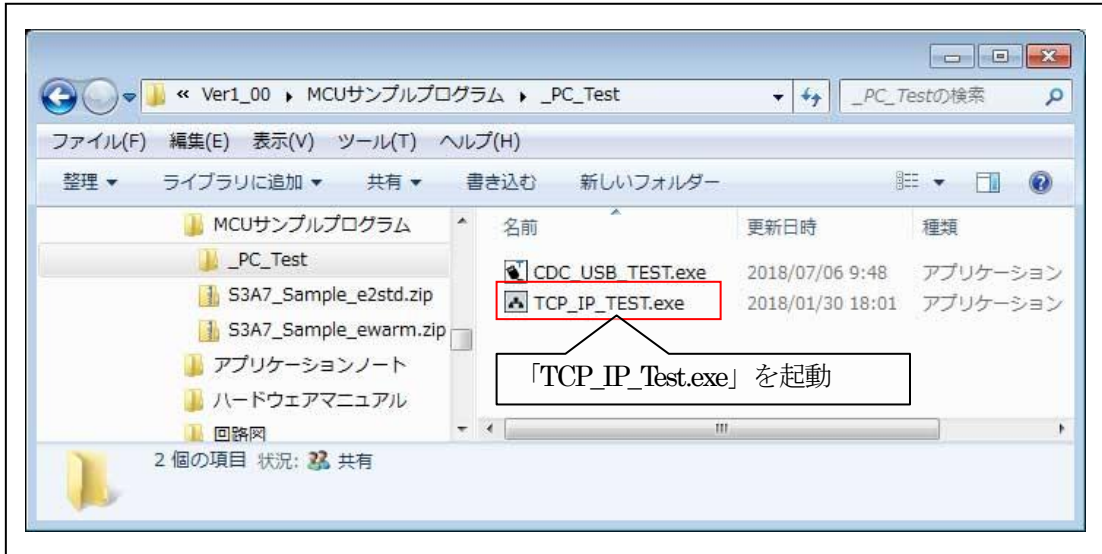 « Ver1_00 ▸ MCUサンプルプログラム ▸ _PC_Test
_PC_Testの検索
ファイル(F) 編集(E) 表示(V) ツール(T) ヘルプ(H)
整理 ▼ ライブラリに追加 ▼ 共有 ▼ 書き込む 新しいフォルダー
MCUサンプルプログラム
_PC_Test
S3A7_Sample_e2std.zip
S3A7_Sample_ewarm.zip
アプリケーションノート
ハードウェアマニュアル
回路図
名前 更新日時 種類
CDC_USB_TEST.exe 2018/07/06 9:48 アプリケーション
TCP_IP_TEST.exe 2018/01/30 18:01 アプリケーション
「TCP_IP_Test.exe」を起動
2 個の項目 状況: 共有